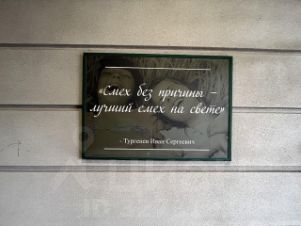 «Смех без причины –
лучший смех на свете»
– Тургенев Иван Сергеевич